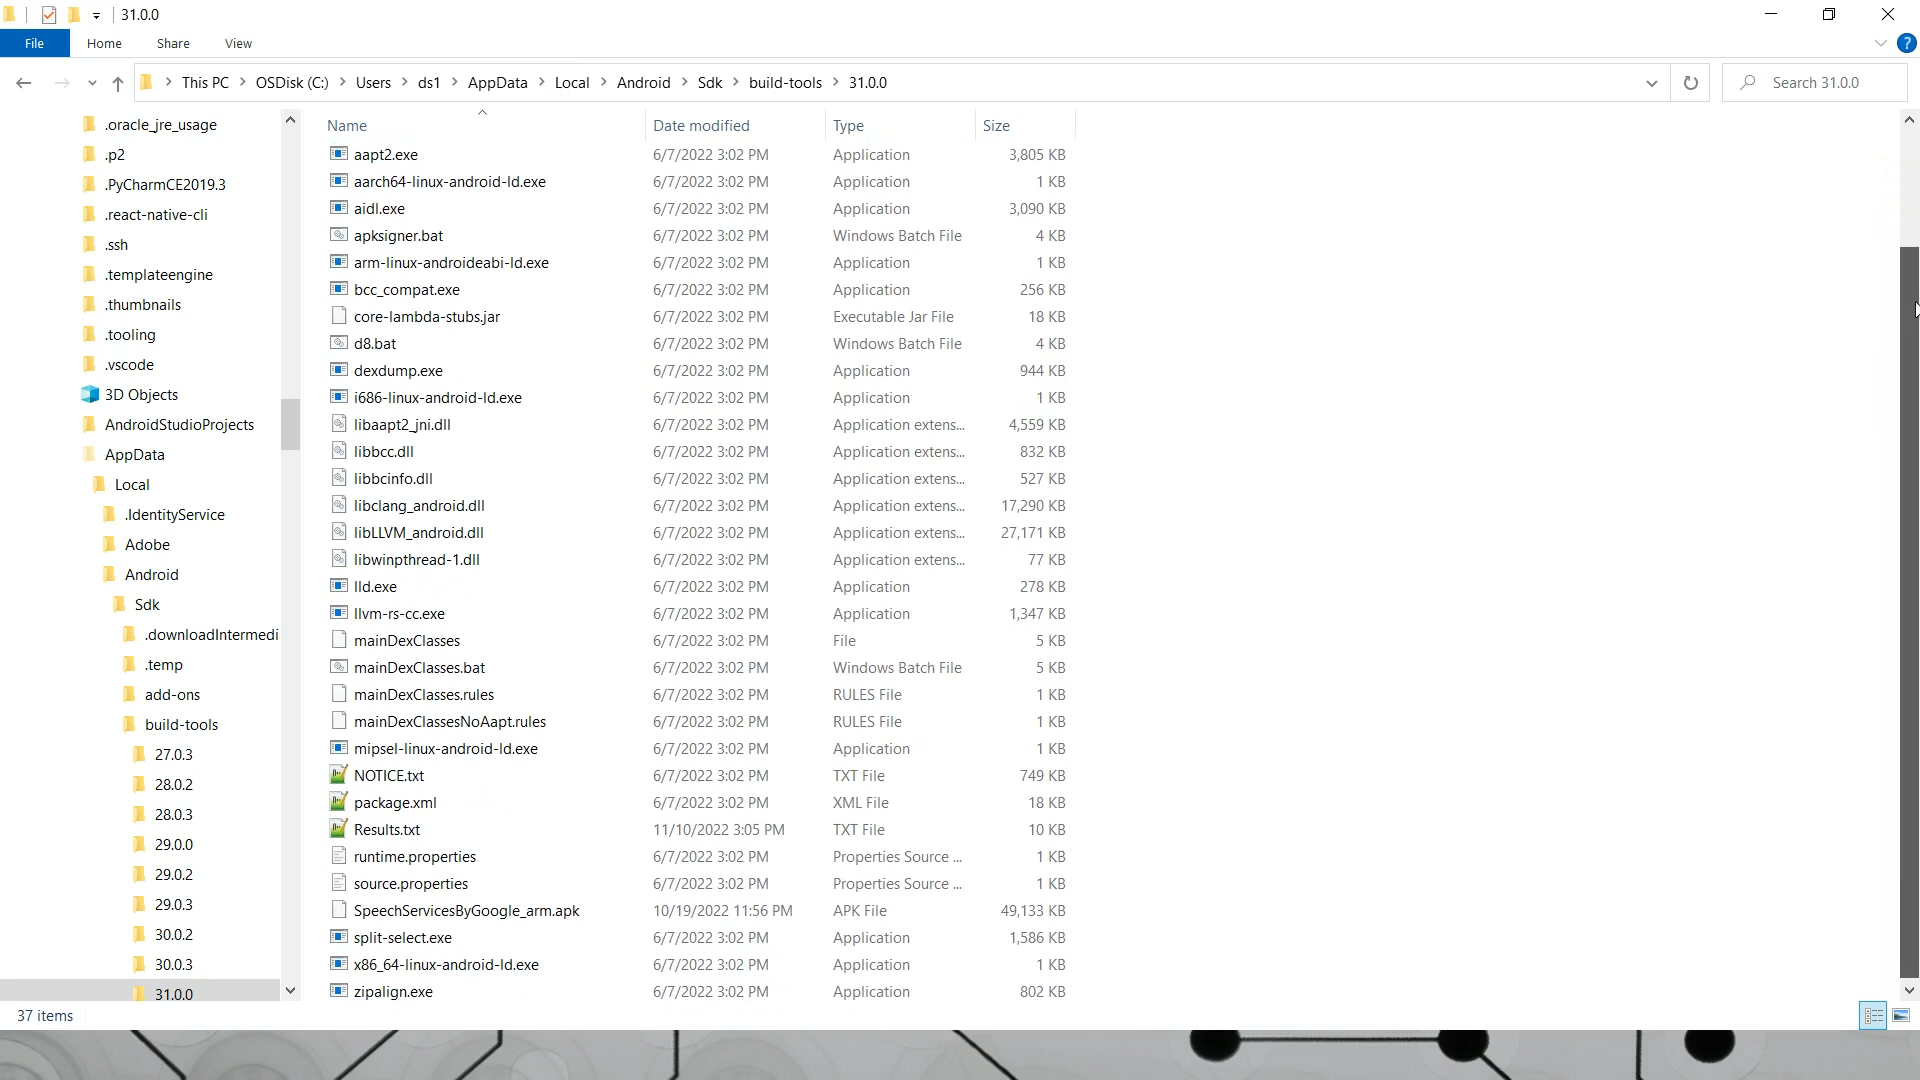 31.0.0
File Home Share View
This PC OSDisk (C:) Users ds1 AppData Local Android Sdk build-tools 31.0.0
Search 31.0.0
.oracle_jre_usage
.p2
.PyCharmCE2019.3
.react-native-cli
.ssh
.templateengine
.thumbnails
.tooling
.vscode
3D Objects
AndroidStudioProjects
AppData
Local
.IdentityService
Adobe
Android
Sdk
.downloadIntermedi
.temp
add-ons
build-tools
27.0.3
28.0.2
28.0.3
29.0.0
29.0.2
29.0.3
30.0.2
30.0.3
31.0.0
Name Date modified Type Size
aapt2.exe 6/7/2022 3:02 PM Application 3,805 KB
aarch64-linux-android-ld.exe 6/7/2022 3:02 PM Application 1 KB
aidl.exe 6/7/2022 3:02 PM Application 3,090 KB
apksigner.bat 6/7/2022 3:02 PM Windows Batch File 4 KB
arm-linux-androideabi-ld.exe 6/7/2022 3:02 PM Application 1 KB
bcc_compat.exe 6/7/2022 3:02 PM Application 256 KB
core-lambda-stubs.jar 6/7/2022 3:02 PM Executable Jar File 18 KB
d8.bat 6/7/2022 3:02 PM Windows Batch File 4 KB
dexdump.exe 6/7/2022 3:02 PM Application 944 KB
i686-linux-android-ld.exe 6/7/2022 3:02 PM Application 1 KB
libaapt2_jni.dll 6/7/2022 3:02 PM Application extens... 4,559 KB
libbcc.dll 6/7/2022 3:02 PM Application extens... 832 KB
libbcinfo.dll 6/7/2022 3:02 PM Application extens... 527 KB
libclang_android.dll 6/7/2022 3:02 PM Application extens... 17,290 KB
libLLVM_android.dll 6/7/2022 3:02 PM Application extens... 27,171 KB
libwinpthread-1.dll 6/7/2022 3:02 PM Application extens... 77 KB
lld.exe 6/7/2022 3:02 PM Application 278 KB
llvm-rs-cc.exe 6/7/2022 3:02 PM Application 1,347 KB
mainDexClasses 6/7/2022 3:02 PM File 5 KB
mainDexClasses.bat 6/7/2022 3:02 PM Windows Batch File 5 KB
mainDexClasses.rules 6/7/2022 3:02 PM RULES File 1 KB
mainDexClassesNoAapt.rules 6/7/2022 3:02 PM RULES File 1 KB
mipsel-linux-android-ld.exe 6/7/2022 3:02 PM Application 1 KB
NOTICE.txt 6/7/2022 3:02 PM TXT File 749 KB
package.xml 6/7/2022 3:02 PM XML File 18 KB
Results.txt 11/10/2022 3:05 PM TXT File 10 KB
runtime.properties 6/7/2022 3:02 PM Properties Source ... 1 KB
source.properties 6/7/2022 3:02 PM Properties Source ... 1 KB
SpeechServicesByGoogle_arm.apk 10/19/2022 11:56 PM APK File 49,133 KB
split-select.exe 6/7/2022 3:02 PM Application 1,586 KB
x86_64-linux-android-ld.exe 6/7/2022 3:02 PM Application 1 KB
zipalign.exe 6/7/2022 3:02 PM Application 802 KB
37 items